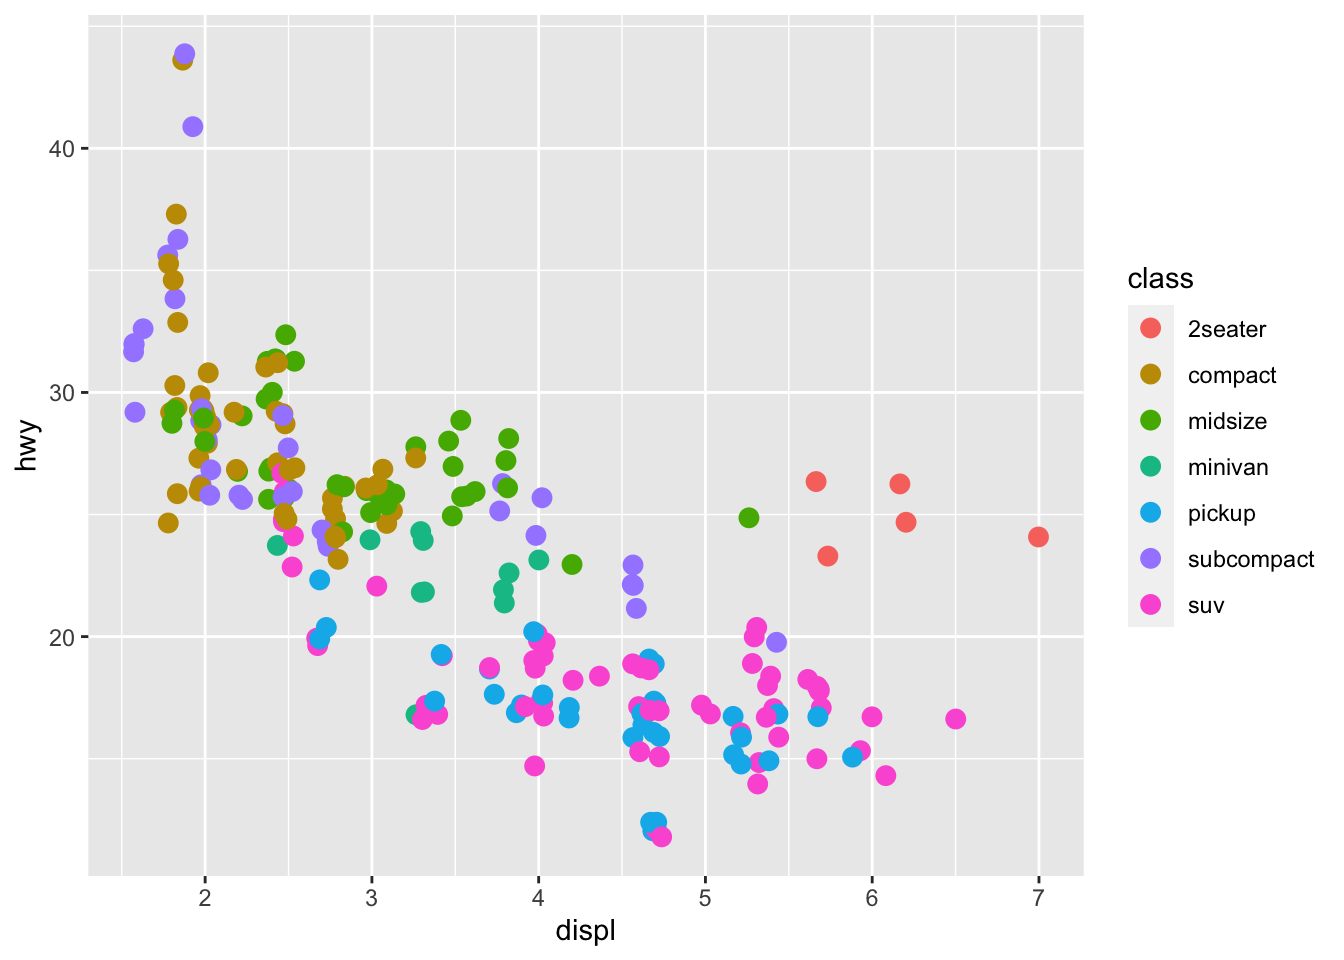 hwy
40
30
20
2
3
4
5
6
7
displ
class
2seater
compact
midsize
minivan
pickup
subcompact
suv